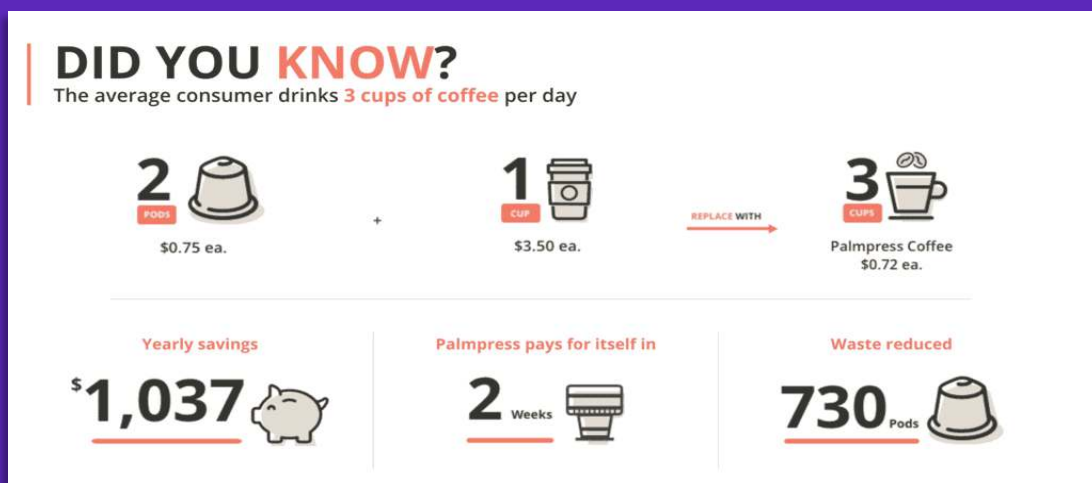 DID YOU KNOW?
The average consumer drinks 3 cups of coffee per day
2 PODS
$0.75 ea.
+
1 CUP
$3.50 ea.
REPLACE WITH
3 CUPS
Palmpress Coffee
$0.72 ea.
Yearly savings
$1,037
Palmpress pays for itself in
2 Weeks
Waste reduced
730 Pods